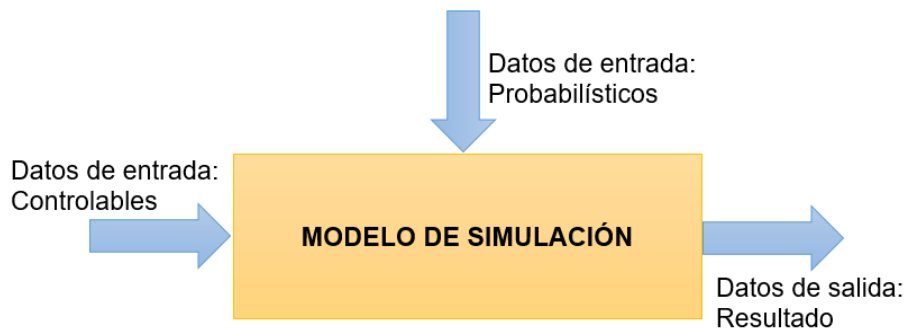 Datos de entrada:
Probabilísticos
Datos de entrada:
Controlables
MODELO DE SIMULACIÓN
Datos de salida:
Resultado